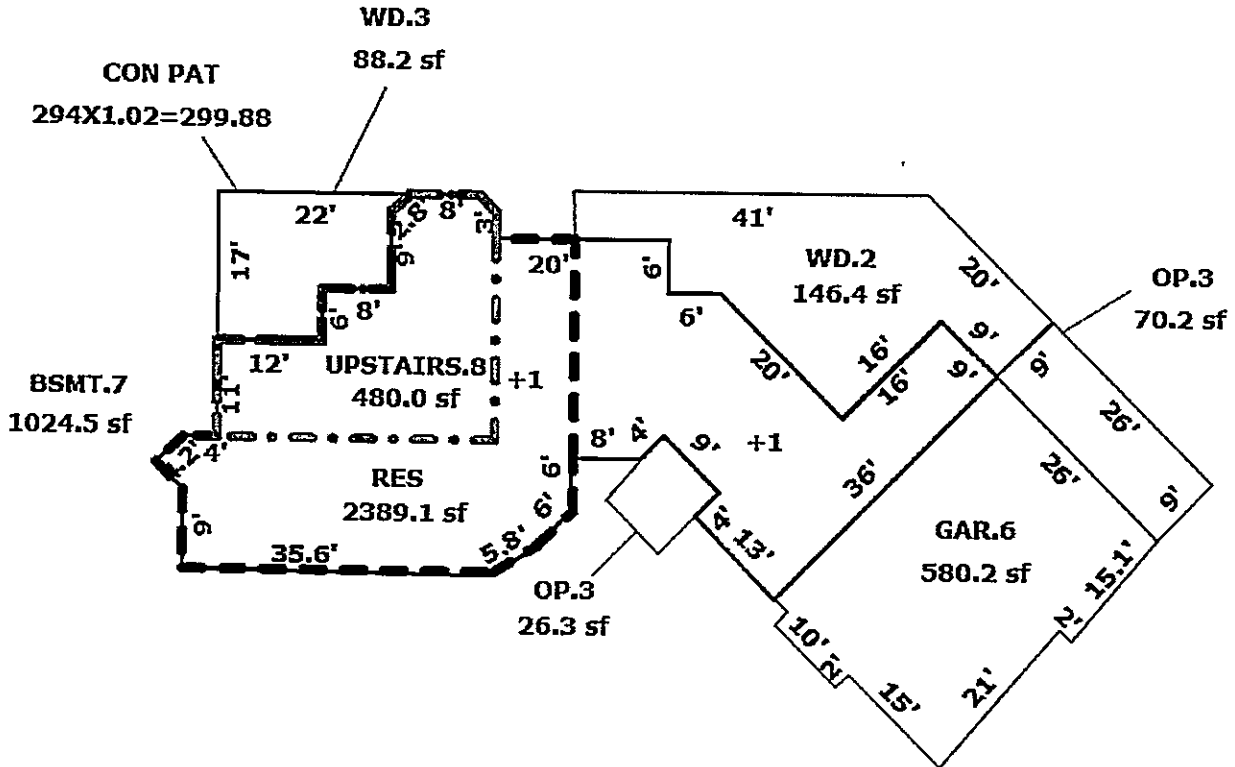 WD.3
88.2 sf
CON PAT
294X1.02=299.88
22'
2.8'
8'
3'
41'
17'
9'
20'
6'
WD.2
146.4 sf
20'
OP.3
70.2 sf
8'
6'
6'
12'
UPSTAIRS.8
480.0 sf
+1
20'
16'
16'
9'
9'
9'
BSMT.7
1024.5 sf
11'
4'
8'
4'
9'
+1
26'
RES
2389.1 sf
6'
36'
26'
9'
9'
6'
4'
13'
GAR.6
580.2 sf
35.6'
5.8'
15.1'
OP.3
26.3 sf
10'
2'
2'
15'
21'